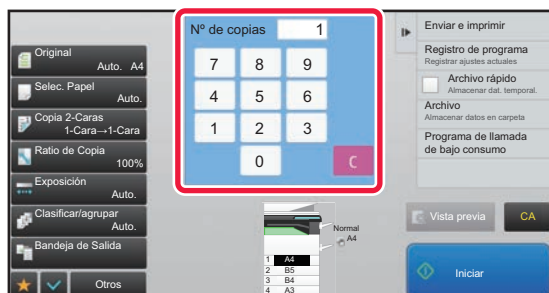 Original
Auto. A4
Selec. Papel
Auto.
Copia 2-Caras
1-Cara→1-Cara
Ratio de Copia
100%
Exposición
Auto.
Clasificar/agrupar
Auto.
Bandeja de Salida
Otros
Nº de copias 1
7 8 9
4 5 6
1 2 3
0 C
Normal
A4
1 A4
2 B5
3 B4
4 A3
Enviar e imprimir
Registro de programa
Registrar ajustes actuales
Archivo rápido
Almacenar dat. temporal.
Archivo
Almacenar datos en carpeta
Programa de llamada
de bajo consumo
Vista previa CA
Iniciar